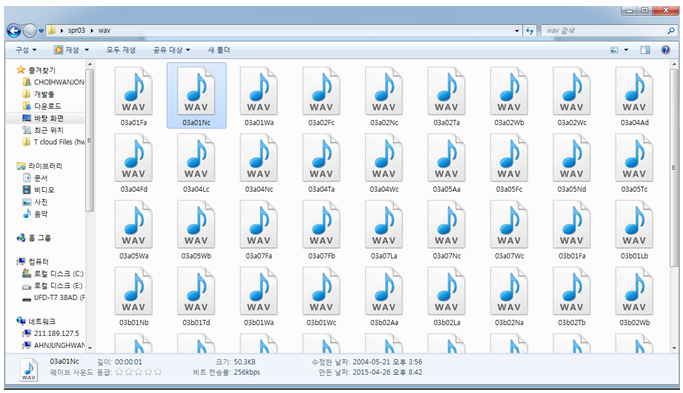 spr03 ▸ wav
wav 검색
구성 재생 모두 재생 공유 대상 새 폴더
즐겨찾기
CHOIHWANJONG
개발툴
다운로드
바탕 화면
최근 위치
T cloud Files (hw
라이브러리
문서
비디오
사진
음악
홈 그룹
컴퓨터
로컬 디스크 (C:)
로컬 디스크 (E:)
UFD-T7 38AD (F
네트워크
211.189.127.5
AHNJUNGHWAN
WAV WAV WAV WAV WAV WAV WAV WAV WAV
03a01Fa 03a01Nc 03a01Wa 03a02Fc 03a02Nc 03a02Ta 03a02Wb 03a02Wc 03a04Ad
WAV WAV WAV WAV WAV WAV WAV WAV WAV
03a04Fd 03a04Lc 03a04Nc 03a04Ta 03a04Wc 03a05Aa 03a05Fc 03a05Nd 03a05Tc
WAV WAV WAV WAV WAV WAV WAV WAV WAV
03a05Wa 03a05Wb 03a07Fa 03a07Fb 03a07La 03a07Nc 03a07Wc 03b01Fa 03b01Lb
WAV WAV WAV WAV WAV WAV WAV WAV WAV
03b01Nb 03b01Td 03b01Wa 03b01Wc 03b02Aa 03b02La 03b02Na 03b02Tb 03b02Wb
WAV
03a01Nc 길이: 00:00:01 크기: 50.3KB 수정한 날짜: 2004-05-21 오후 3:56
웨이브 사운드 등급: 비트 전송률: 256kbps 만든 날짜: 2015-04-26 오후 8:42